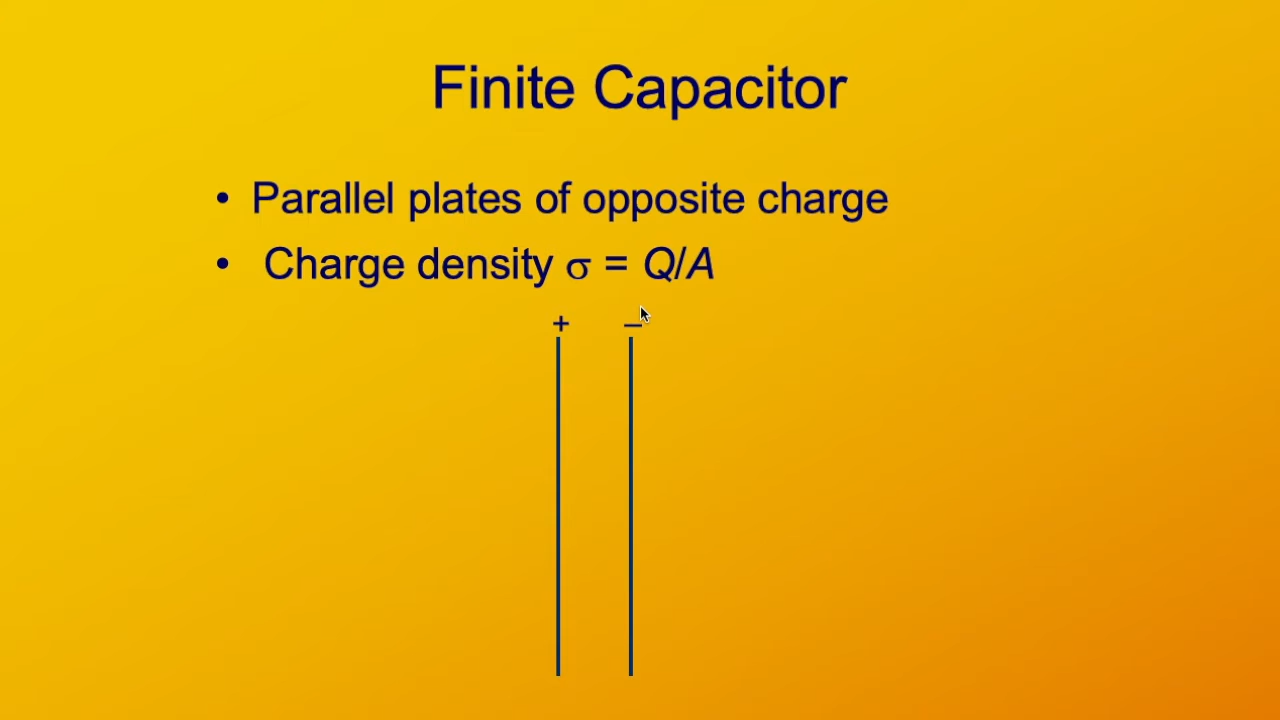 Finite Capacitor
• Parallel plates of opposite charge
• Charge density σ = Q/A
+ –